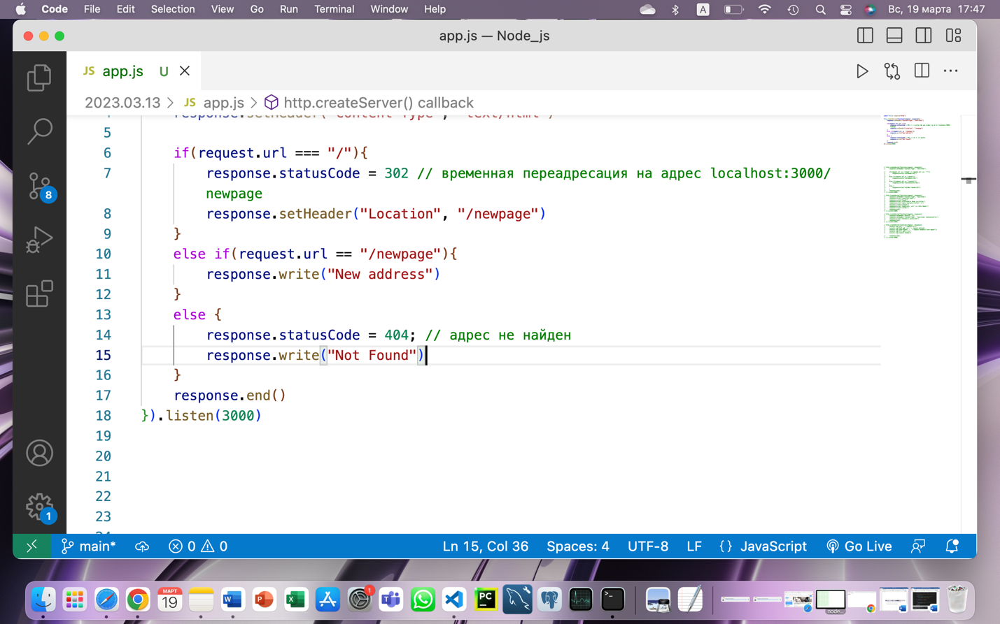 Code File Edit Selection View Go Run Terminal Window Help A Вс, 19 марта 17:47
app.js — Node_js
JS app.js U
2023.03.13 > JS app.js > http.createServer() callback
5
6 if(request.url === "/"){
7 response.statusCode = 302 // временная переадресация на адрес localhost:3000/
newpage
8 response.setHeader("Location", "/newpage")
9 }
10 else if(request.url == "/newpage"){
11 response.write("New address")
12 }
13 else {
14 response.statusCode = 404; // адрес не найден
15 response.write("Not Found")
16 }
17 response.end()
18 }).listen(3000)
19
20
21
22
23
8
1
main* 0 0 Ln 15, Col 36 Spaces: 4 UTF-8 LF {} JavaScript Go Live
МАРТ
19
1
PC
node...